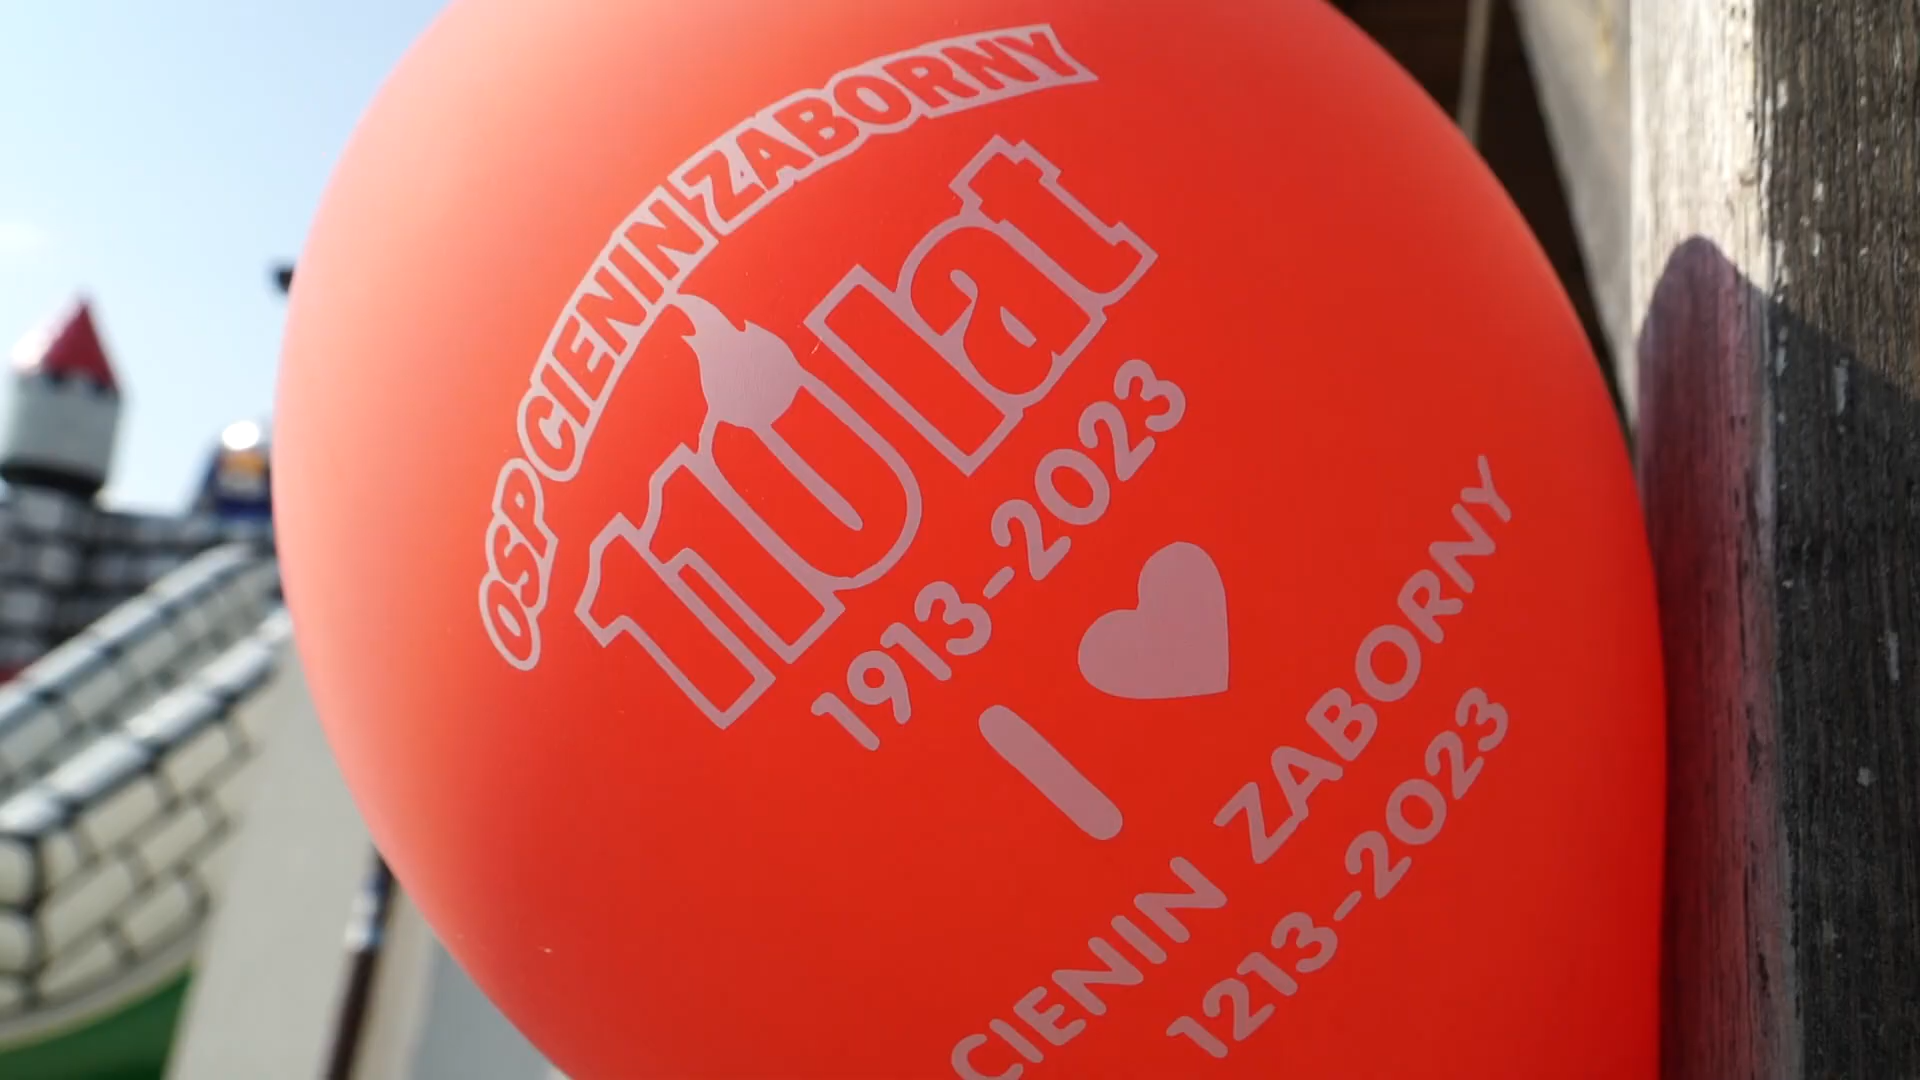 OSP CIENIN ZABORNY
110 lat
1913-2023
I
CIENIN ZABORNY
1213-2023